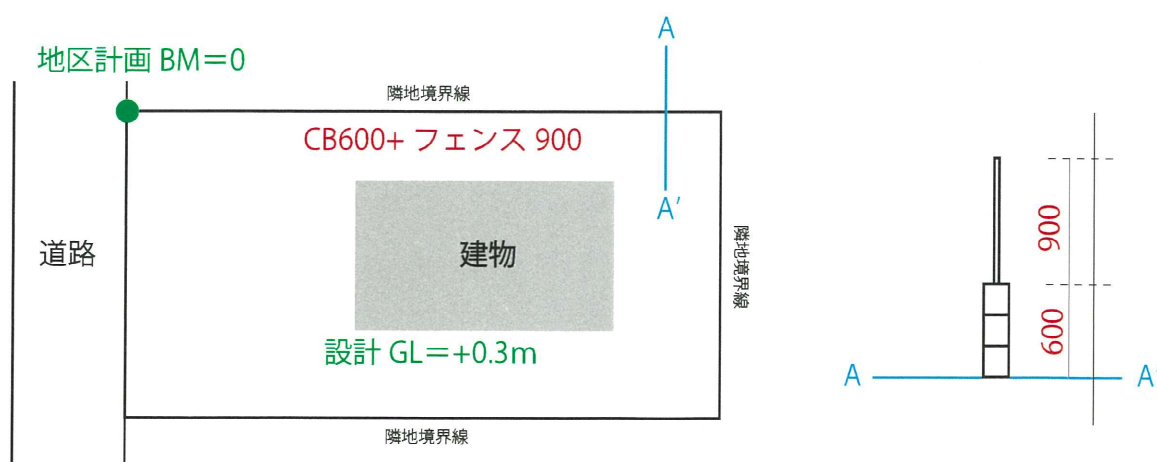 地区計画 BM＝0
A
隣地境界線
CB600+ フェンス 900
A′
道路
建物
隣地境界線
設計 GL＝+0.3m
隣地境界線
900
600
A
A